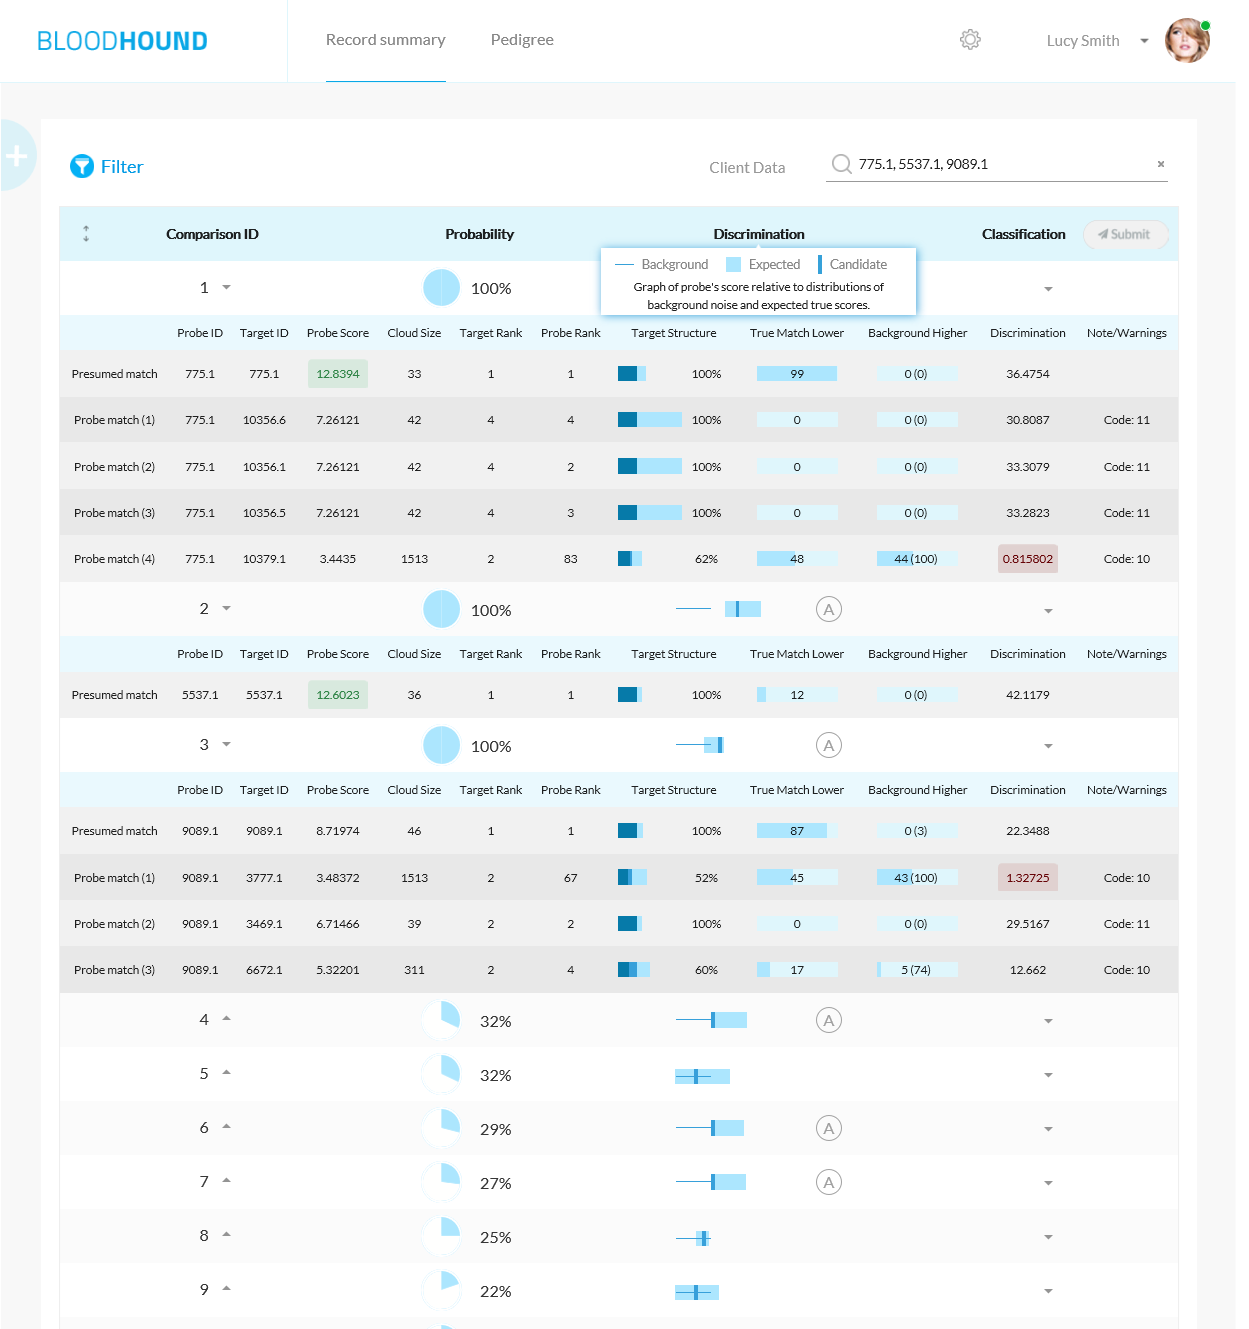 BLOODHOUND
Record summary
Pedigree
Lucy Smith
Filter
Client Data
775.1, 5537.1, 9089.1
Comparison ID Probability Discrimination Classification Submit
Background Expected Candidate
Graph of probe's score relative to distributions of
background noise and expected true scores.
1 100%
Probe ID Target ID Probe Score Cloud Size Target Rank Probe Rank Target Structure True Match Lower Background Higher Discrimination Note/Warnings
Presumed match 775.1 775.1 12.8394 33 1 1 100% 99 0 (0) 36.4754
Probe match (1) 775.1 10356.6 7.26121 42 4 4 100% 0 0 (0) 30.8087 Code: 11
Probe match (2) 775.1 10356.1 7.26121 42 4 2 100% 0 0 (0) 33.3079 Code: 11
Probe match (3) 775.1 10356.5 7.26121 42 4 3 100% 0 0 (0) 33.2823 Code: 11
Probe match (4) 775.1 10379.1 3.4435 1513 2 83 62% 48 44 (100) 0.815802 Code: 10
2 100% A
Probe ID Target ID Probe Score Cloud Size Target Rank Probe Rank Target Structure True Match Lower Background Higher Discrimination Note/Warnings
Presumed match 5537.1 5537.1 12.6023 36 1 1 100% 12 0 (0) 42.1179
3 100% A
Probe ID Target ID Probe Score Cloud Size Target Rank Probe Rank Target Structure True Match Lower Background Higher Discrimination Note/Warnings
Presumed match 9089.1 9089.1 8.71974 46 1 1 100% 87 0 (3) 22.3488
Probe match (1) 9089.1 3777.1 3.48372 1513 2 67 52% 45 43 (100) 1.32725 Code: 10
Probe match (2) 9089.1 3469.1 6.71466 39 2 2 100% 0 0 (0) 29.5167 Code: 11
Probe match (3) 9089.1 6672.1 5.32201 311 2 4 60% 17 5 (74) 12.662 Code: 10
4 32% A
5 32%
6 29% A
7 27% A
8 25%
9 22%